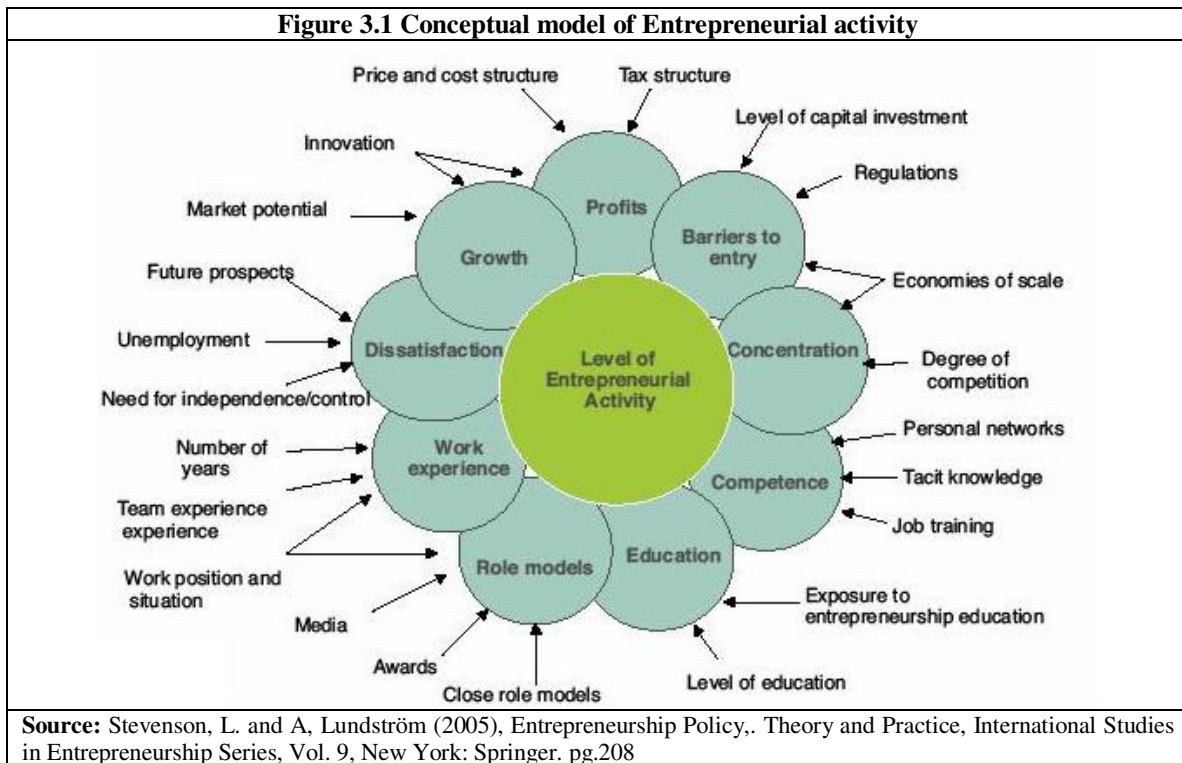 Figure 3.1 Conceptual model of Entrepreneurial activity
Price and cost structure
Tax structure
Level of capital investment
Innovation
Regulations
Market potential
Profits
Barriers to
entry
Growth
Future prospects
Economies of scale
Unemployment
Dissatisfaction
Level of
Entrepreneurial
Activity
Concentration
Degree of
competition
Need for independence/control
Personal networks
Number of
years
Work
experience
Competence
Tacit knowledge
Team experience
experience
Job training
Role models
Education
Work position and
situation
Exposure to
entrepreneurship education
Media
Awards
Close role models
Level of education
Source: Stevenson, L. and A, Lundström (2005), Entrepreneurship Policy,. Theory and Practice, International Studies
in Entrepreneurship Series, Vol. 9, New York: Springer. pg.208